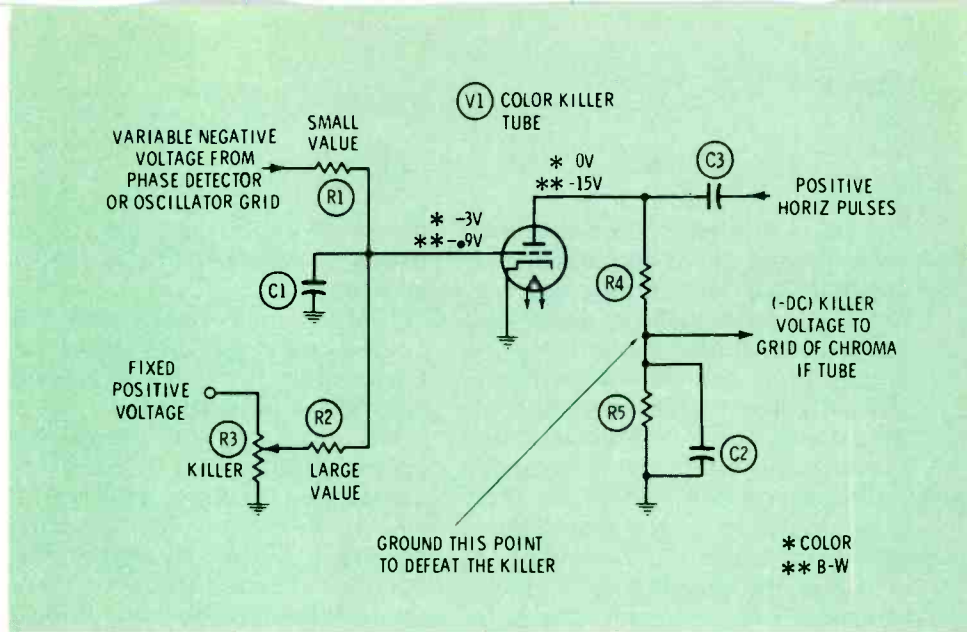 V1 COLOR KILLER
TUBE
VARIABLE NEGATIVE
VOLTAGE FROM
PHASE DETECTOR
OR OSCILLATOR GRID
SMALL
VALUE
R1
* 0V
** -15V
C3
POSITIVE
HORIZ PULSES
* -3V
** -.9V
C1
R4
(-DC) KILLER
VOLTAGE TO
GRID OF CHROMA
IF TUBE
FIXED
POSITIVE
VOLTAGE
R3
KILLER
R2
LARGE
VALUE
R5
C2
GROUND THIS POINT
TO DEFEAT THE KILLER
* COLOR
** B-W